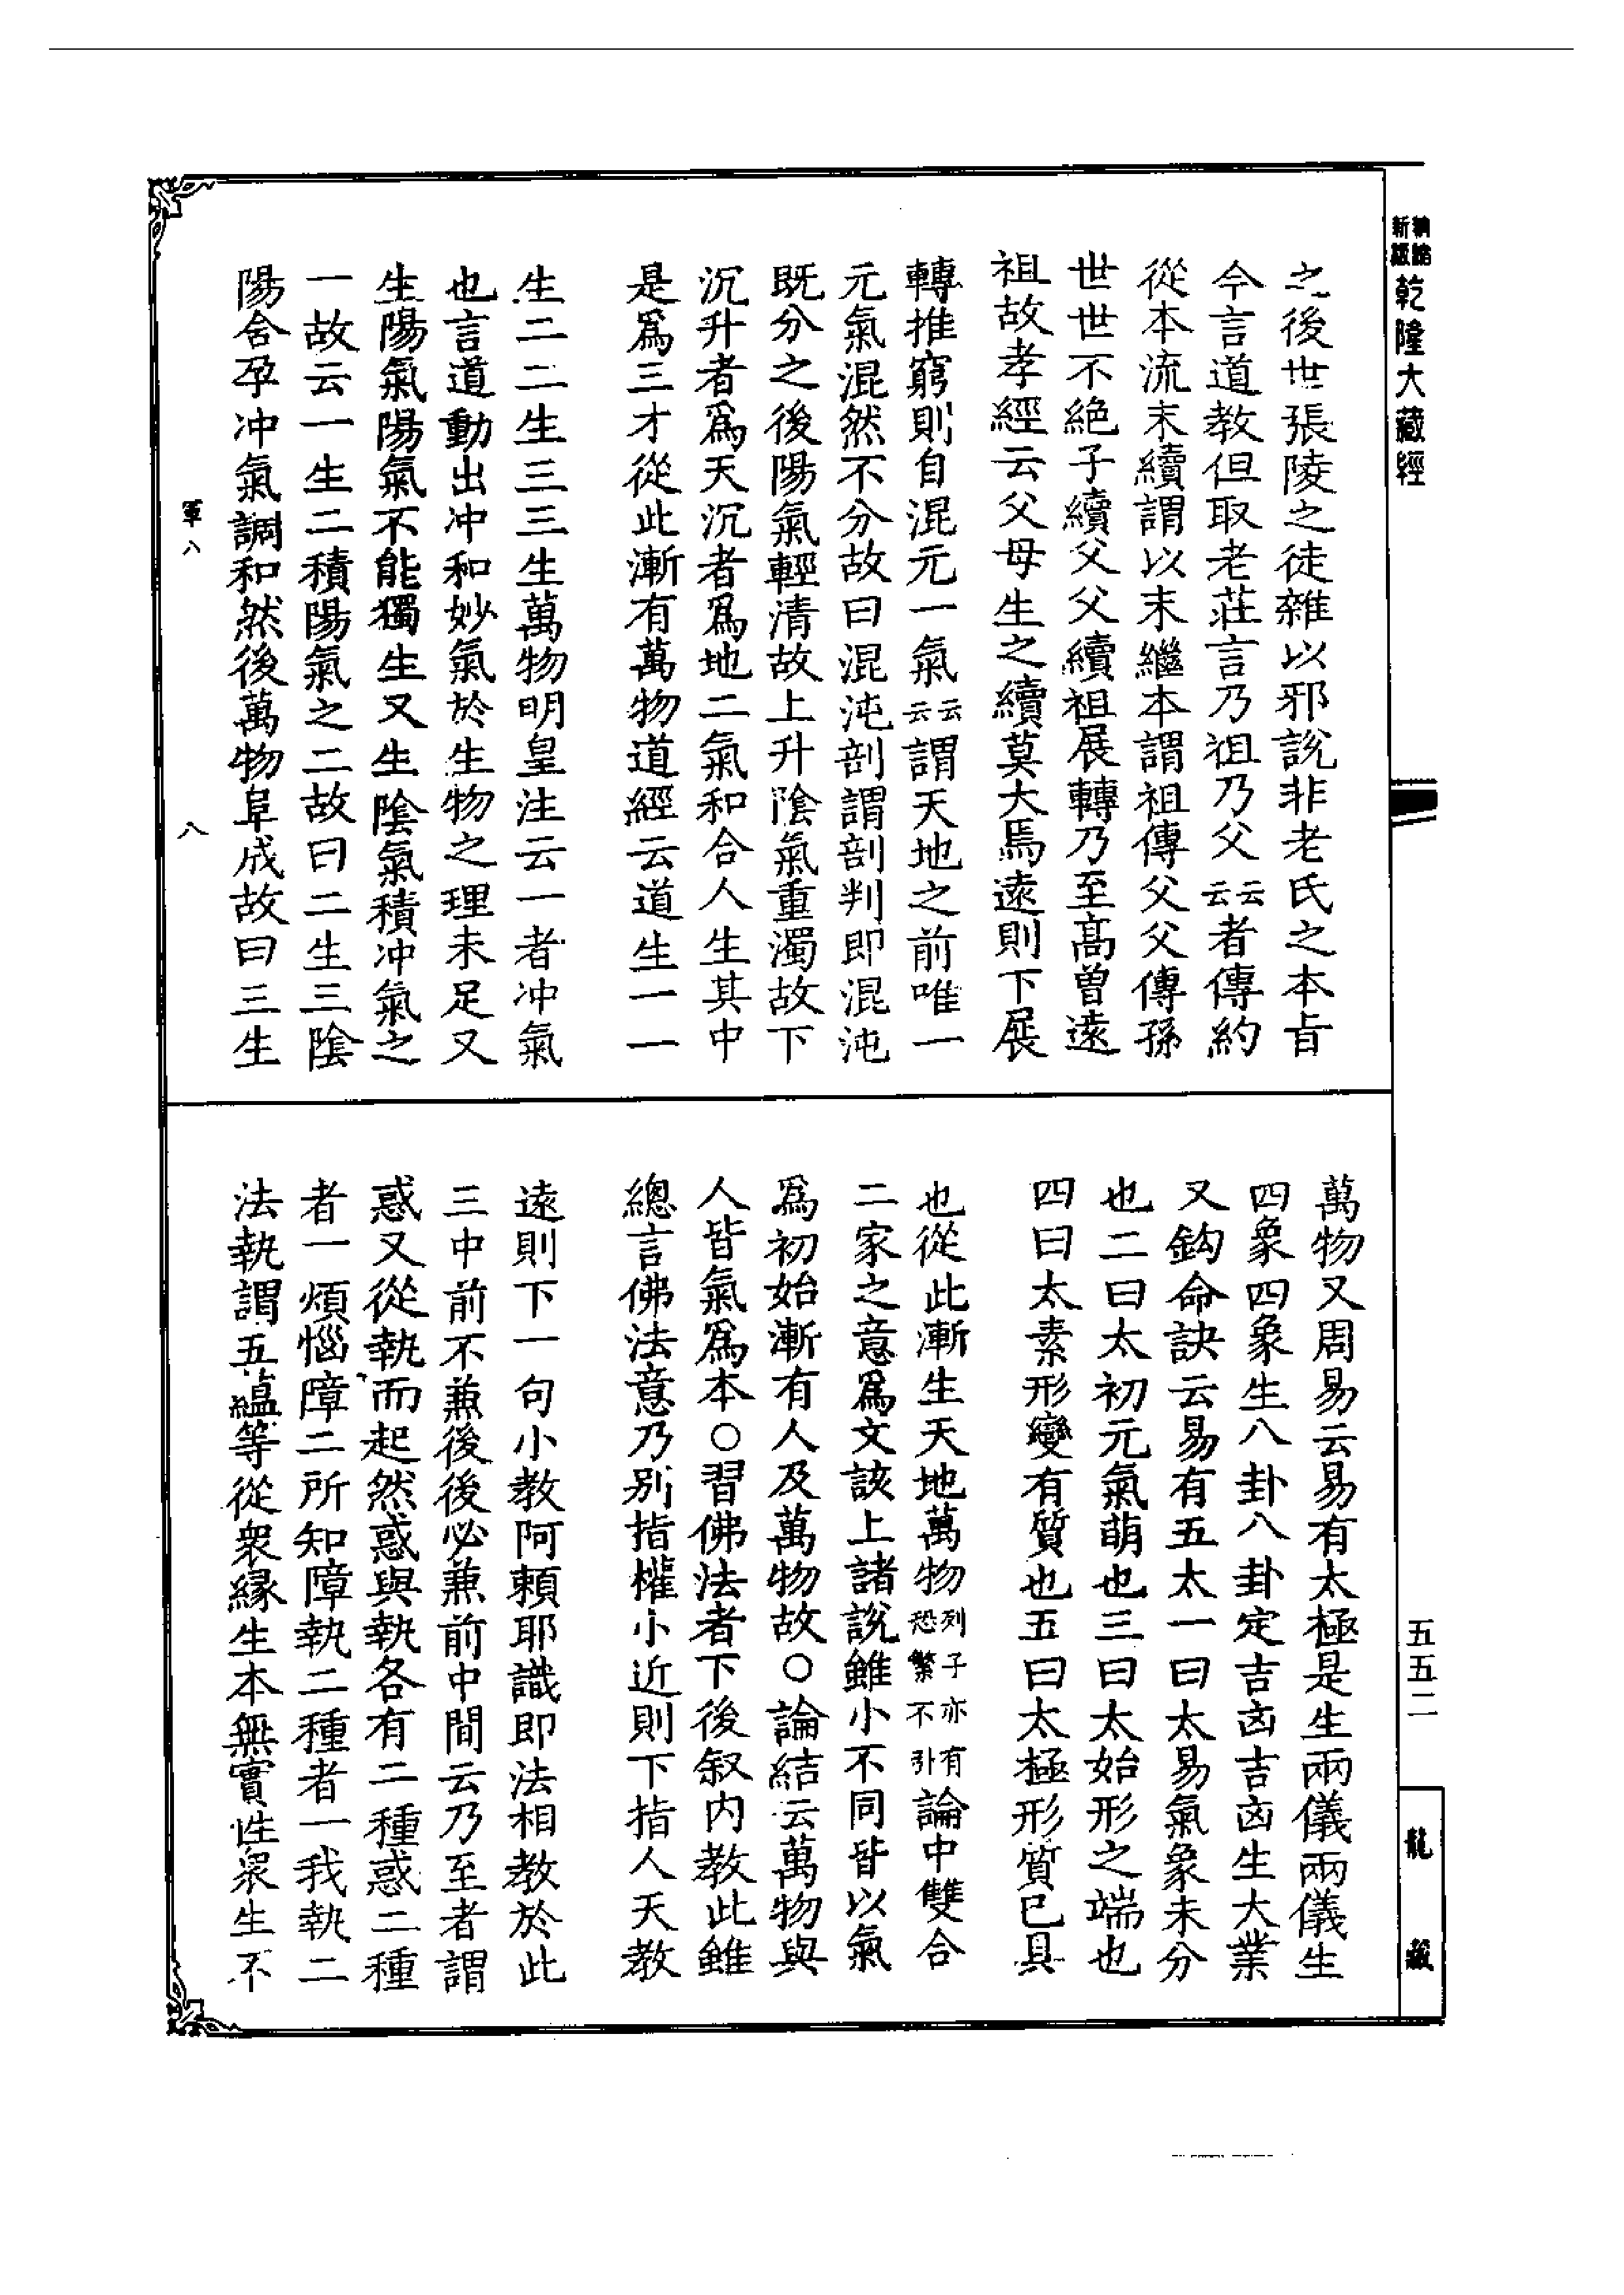 新編縮版 乾隆大藏經
之後世張陵之徒雜以邪說非老氏之本旨
今言道教但取老莊言乃祖乃父云云者傳約
從本流末續謂以末繼本謂祖傳父父傳孫
世世不絕子續父父續祖展轉乃至高曾遠
祖故孝經云父母生之續莫大焉遠則下展
轉推窮則自混元一氣云云謂天地之前唯一
元氣混然不分故曰混沌剖謂剖判即混沌
既分之後陽氣輕清故上升陰氣重濁故下
沉升者爲天沉者爲地二氣和合人生其中
是爲三才從此漸有萬物道經云道生一一
生二二生三三生萬物明皇注云一者冲氣
也言道動出冲和妙氣於生物之理未足又
生陽氣陽氣不能獨生又生陰氣積冲氣之
一故云一生二積陽氣之二故曰二生三陰
陽含孕冲氣調和然後萬物阜成故曰三生
軍八
八
萬物又周易云易有太極是生兩儀兩儀生
四象四象生八卦八卦定吉凶吉凶生大業
又鈎命訣云易有五太一曰太易氣象未分
也二曰太初元氣萌也三曰太始形之端也
四曰太素形變有質也五曰太極形質已具
也從此漸生天地萬物列子亦有恐繁不引論中雙合
二家之意爲文該上諸說雖小不同皆以氣
爲初始漸有人及萬物故○論結云萬物與
人皆氣爲本○習佛法者下後叙内教此雖
總言佛法意乃别指權小近則下指人天教
遠則下一句小教阿賴耶識即法相教於此
三中前不兼後後必兼前中間云乃至者謂
惑又從執而起然惑與執各有二種惑二種
者一煩惱障二所知障執二種者一我執二
法執謂五蘊等從衆緣生本無實性衆生不
五五二
龍藏